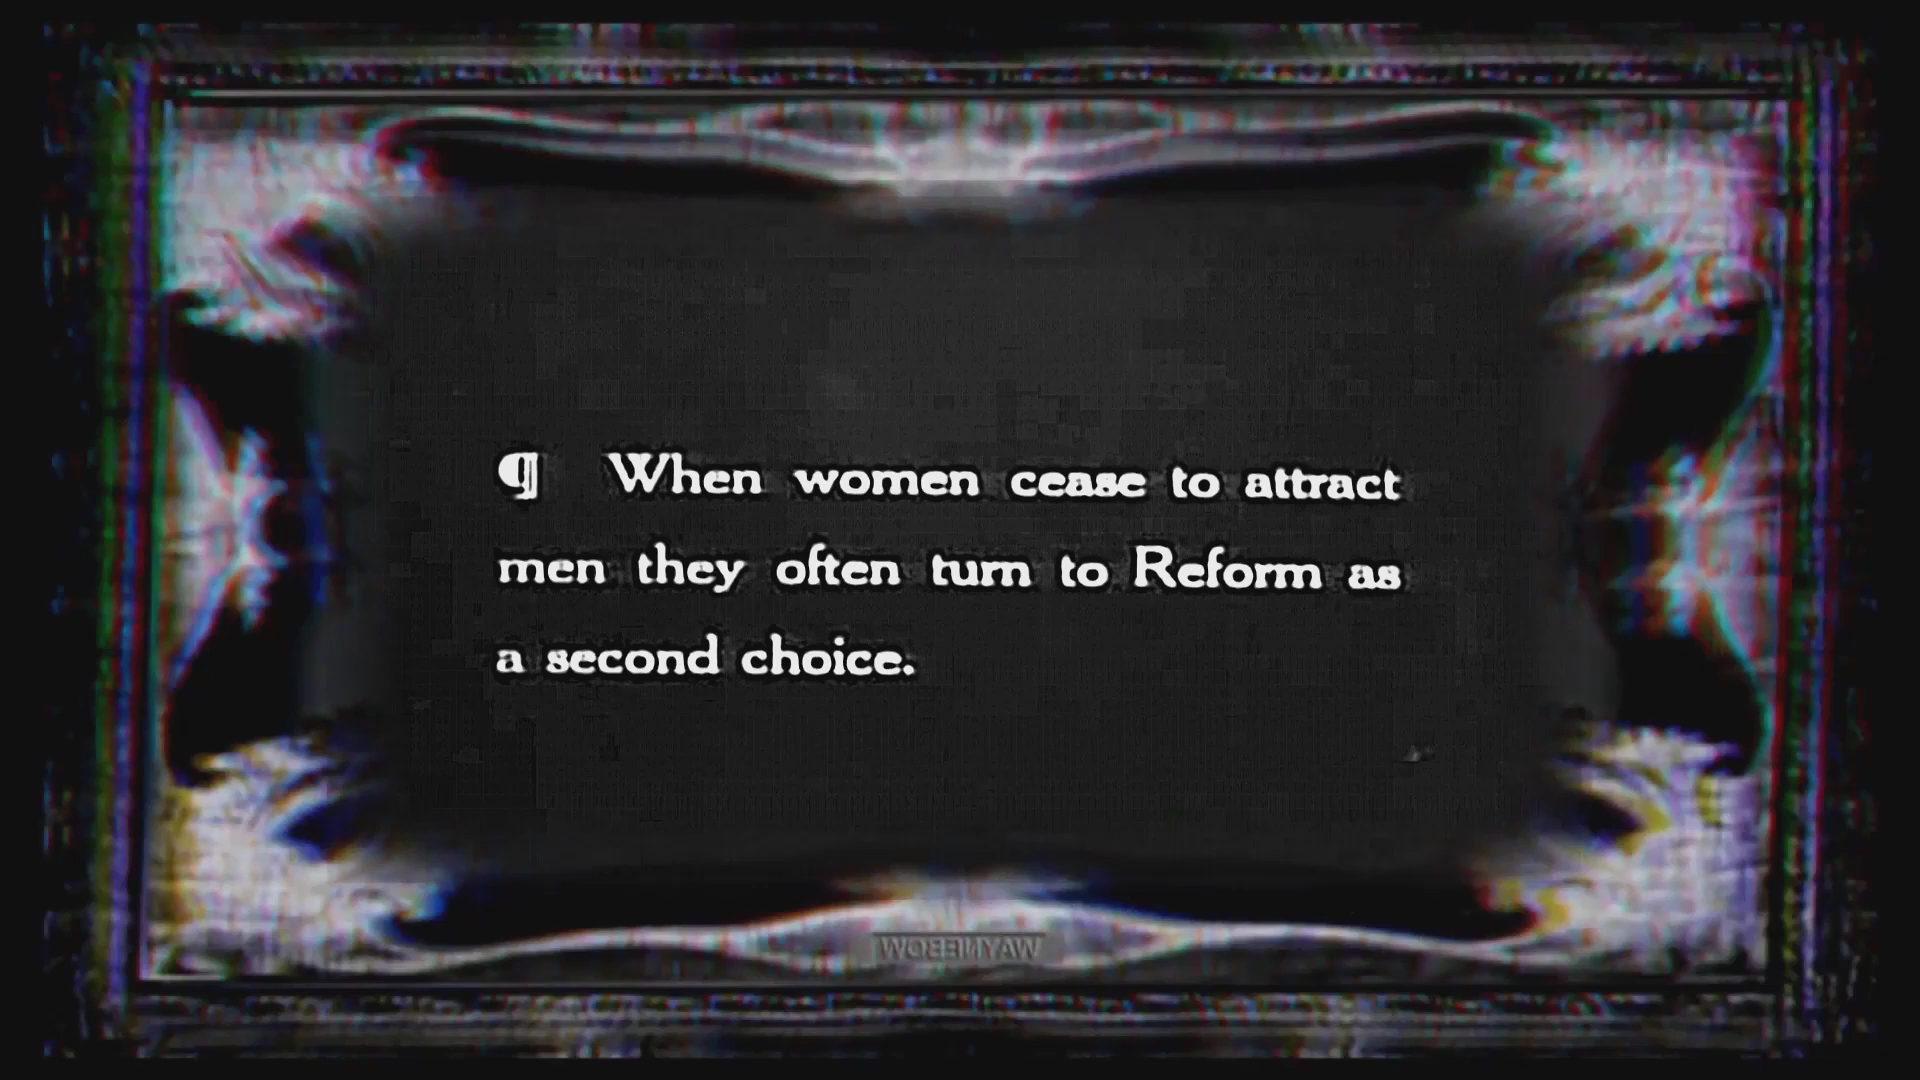 ¶ When women cease to attract
men they often turn to Reform as
a second choice.